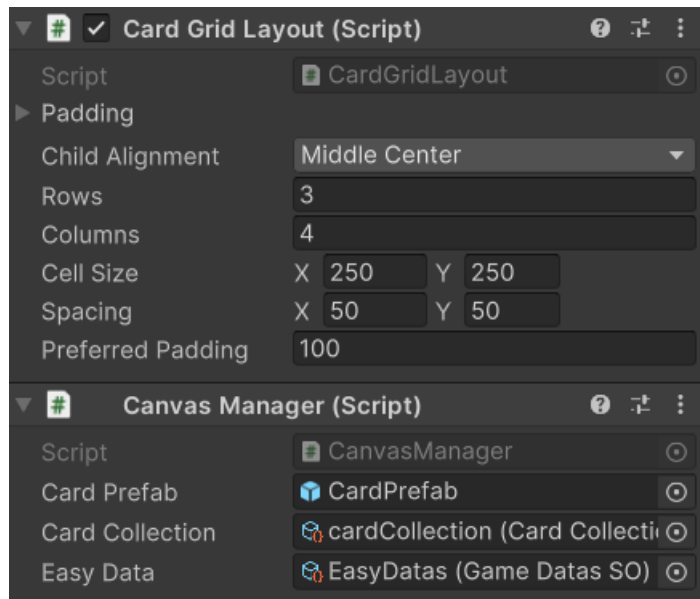 Card Grid Layout (Script)
Script CardGridLayout
Padding
Child Alignment Middle Center
Rows 3
Columns 4
Cell Size X 250 Y 250
Spacing X 50 Y 50
Preferred Padding 100
Canvas Manager (Script)
Script CanvasManager
Card Prefab CardPrefab
Card Collection cardCollection (Card Collecti
Easy Data EasyDatas (Game Datas SO)